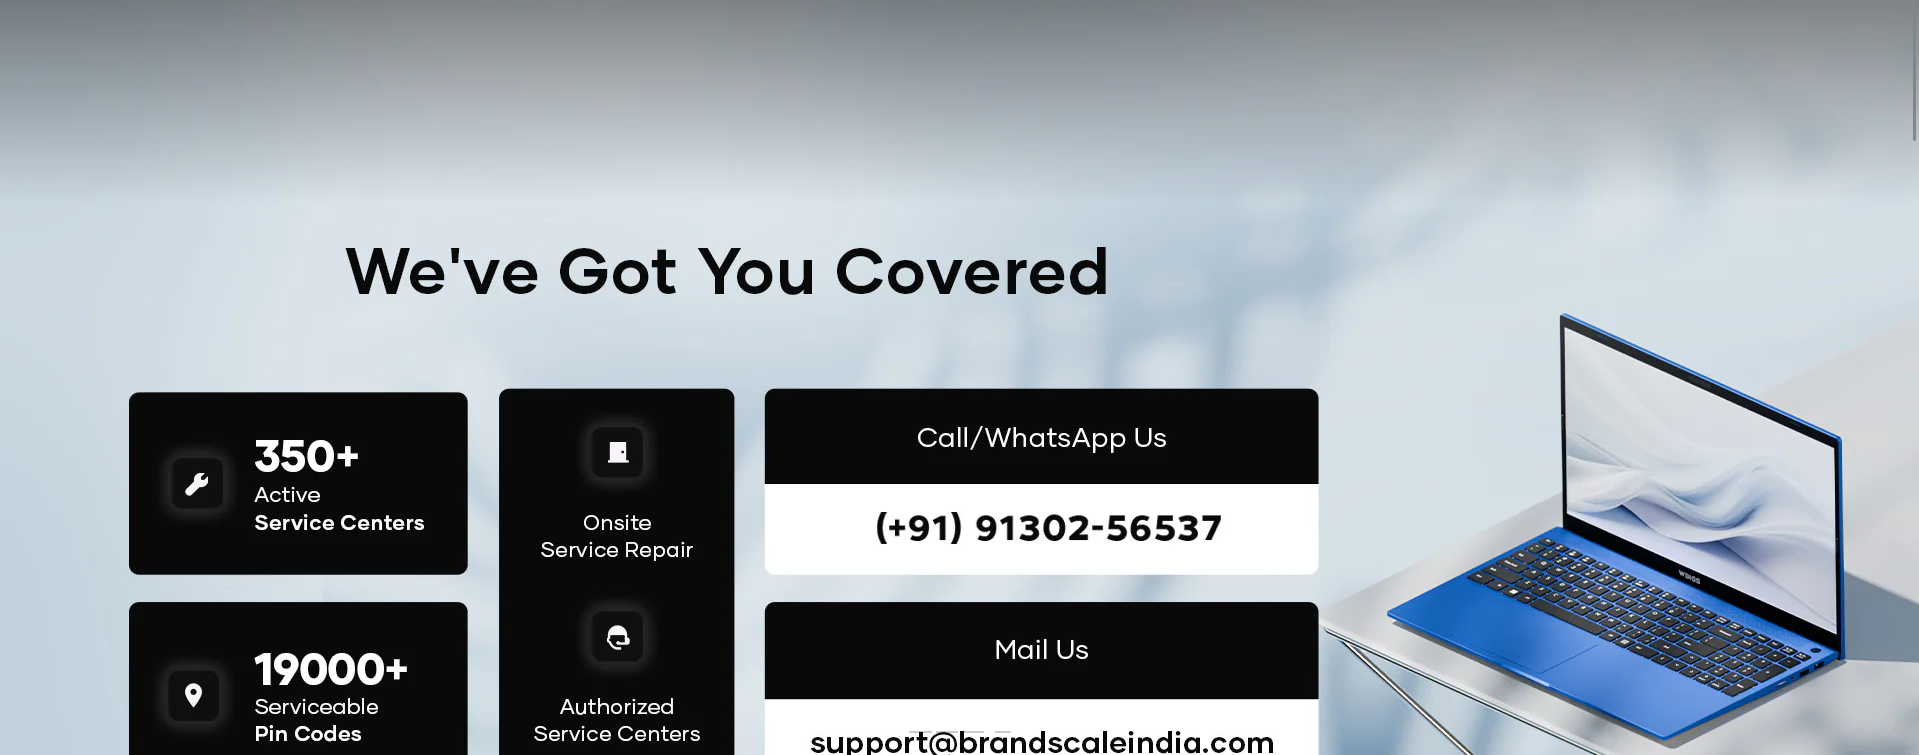 We've Got You Covered
350+
Active
Service Centers
19000+
Serviceable
Pin Codes
Onsite
Service Repair
Authorized
Service Centers
Call/WhatsApp Us
(+91) 91302-56537
Mail Us
support@brandscaleindia.com